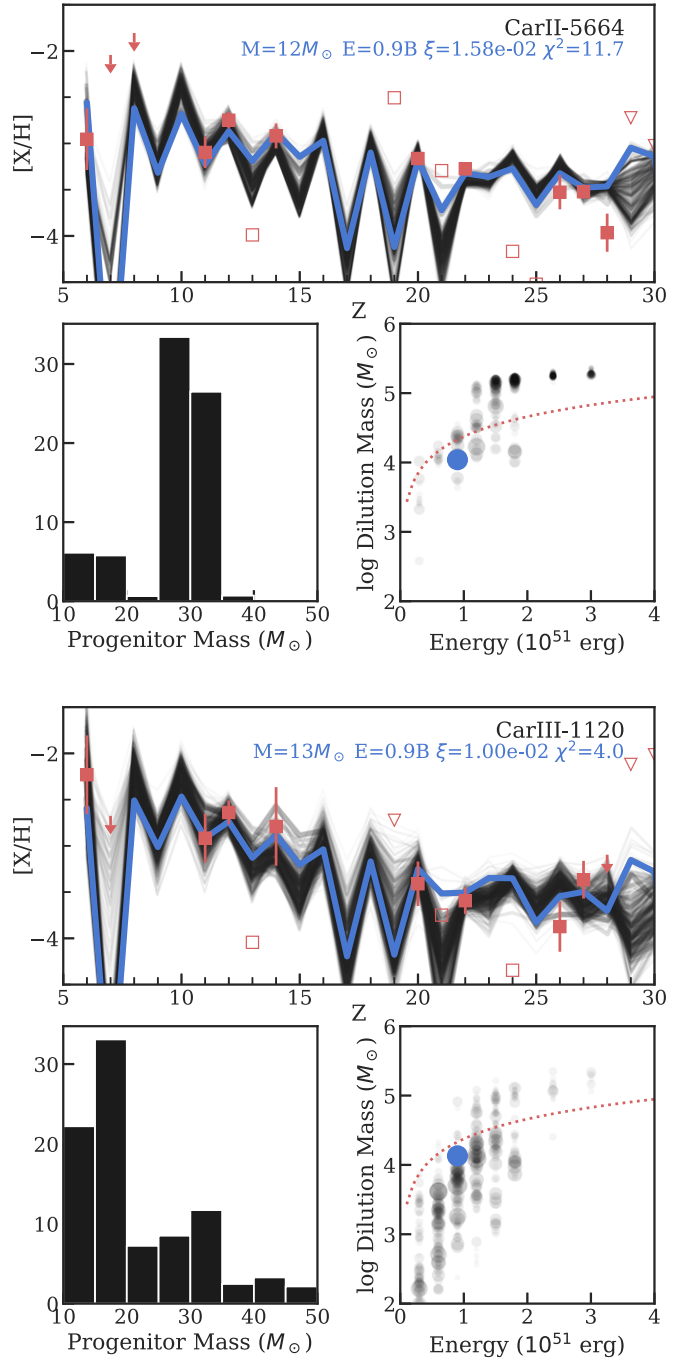 CarII-5664
M=12M⊙ E=0.9B ξ=1.58e-02 χ²=11.7
[X/H]
−2
−4
5 10 15 20 25 30
Z
30
20
10
0
10 20 30 40 50
Progenitor Mass (M⊙)
log Dilution Mass (M⊙)
6
5
4
3
2
0 1 2 3 4
Energy (10⁵¹ erg)
CarIII-1120
M=13M⊙ E=0.9B ξ=1.00e-02 χ²=4.0
[X/H]
−2
−4
5 10 15 20 25 30
Z
30
20
10
0
10 20 30 40 50
Progenitor Mass (M⊙)
log Dilution Mass (M⊙)
6
5
4
3
2
0 1 2 3 4
Energy (10⁵¹ erg)